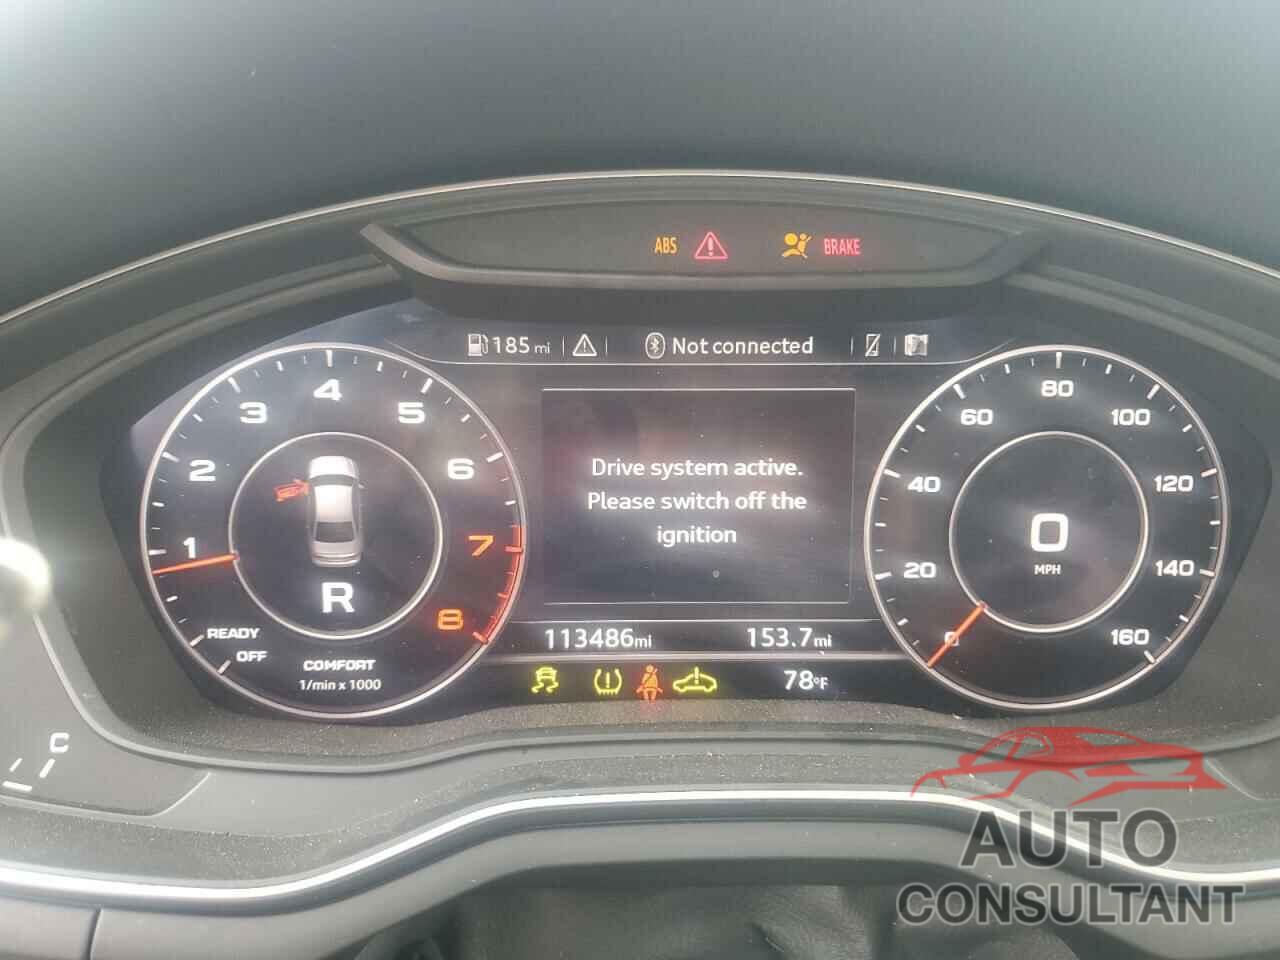 ABS BRAKE
185 mi Not connected
1 2 3 4 5 6 7 8
READY
OFF
R
COMFORT
1/min x 1000
Drive system active.
Please switch off the
ignition
113486mi 153.7mi
78°F
0 20 40 60 80 100 120 140 160
0
MPH
C
AUTO
CONSULTANT